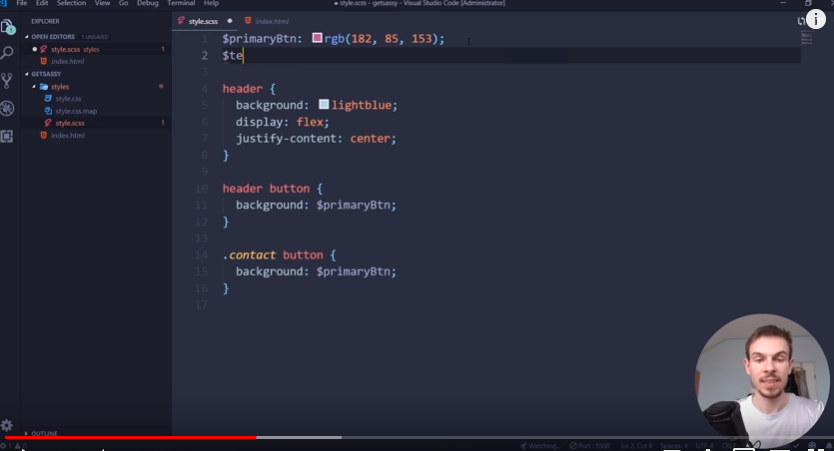 File Edit Selection View Go Debug Terminal Help
● style.scss - getsassy - Visual Studio Code [Administrator]
EXPLORER
OPEN EDITORS 1 UNSAVED
● style.scss styles 1
index.html
GETSASSY
styles
style.css
style.css.map
style.scss 1
index.html
OUTLINE
style.scss ●
index.html
1 $primaryBtn: rgb(182, 85, 153);
2 $te
3
4 header {
5 background: lightblue;
6 display: flex;
7 justify-content: center;
8 }
9
10 header button {
11 background: $primaryBtn;
12 }
13
14 .contact button {
15 background: $primaryBtn;
16 }
17
Watching... Port : 5500 Ln 2, Col 4 Spaces: 4 UTF-8